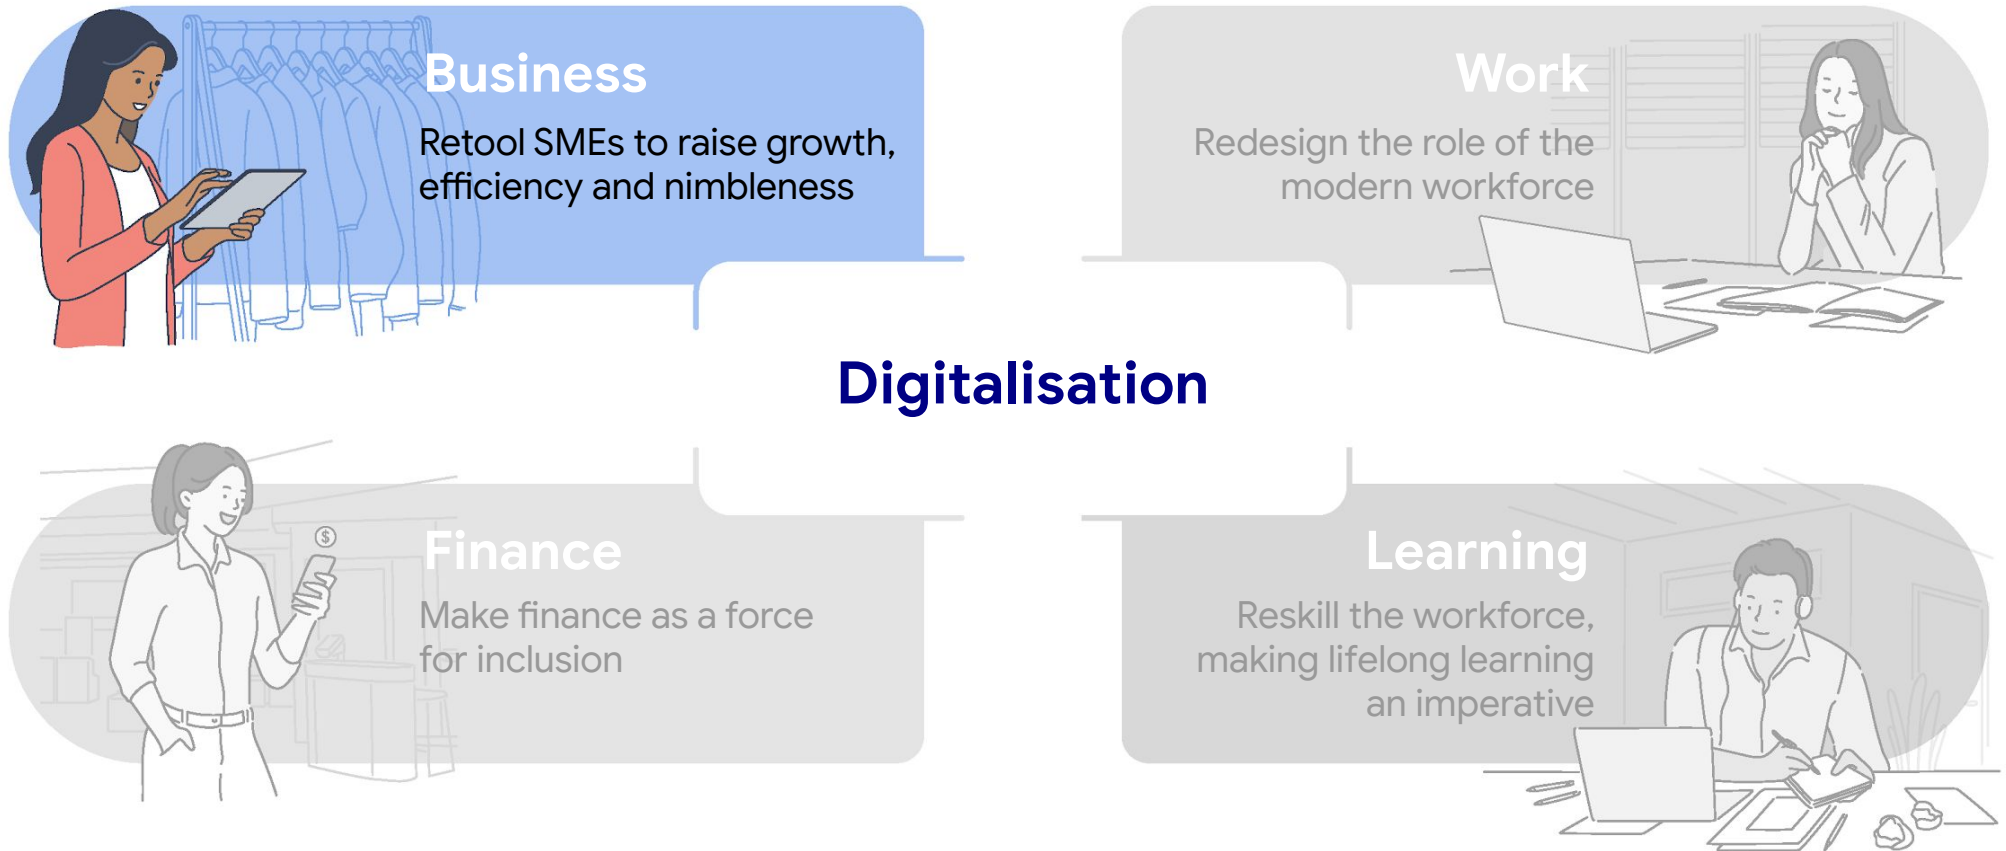 Business
Retool SMEs to raise growth,
efficiency and nimbleness
Work
Redesign the role of the
modern workforce
Digitalisation
Finance
Make finance as a force
for inclusion
$
Learning
Reskill the workforce,
making lifelong learning
an imperative